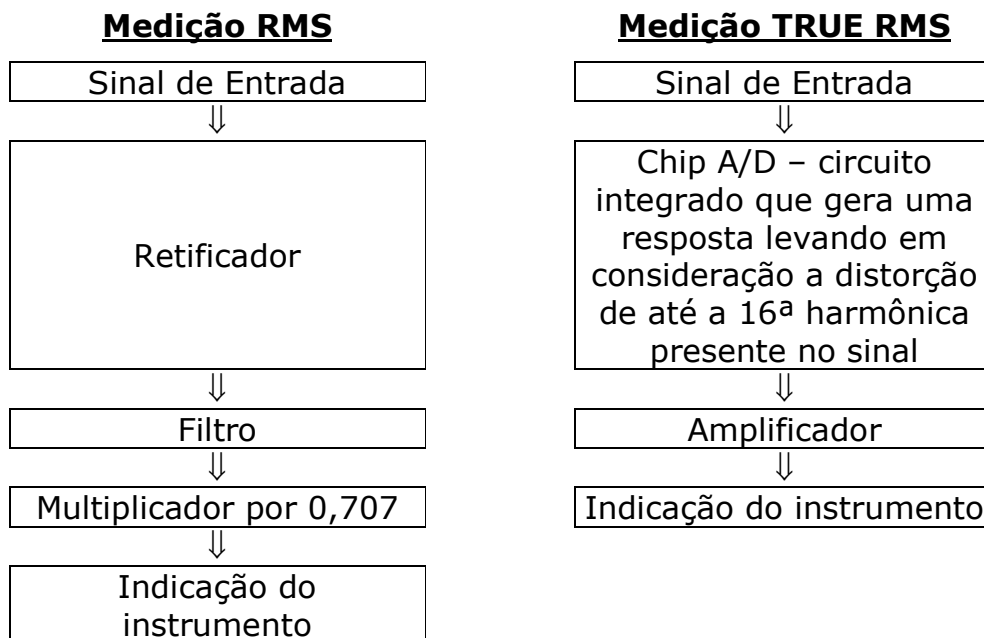 Medição RMS
Sinal de Entrada
⇓
Retificador
⇓
Filtro
⇓
Multiplicador por 0,707
⇓
Indicação do
instrumento
Medição TRUE RMS
Sinal de Entrada
⇓
Chip A/D – circuito
integrado que gera uma
resposta levando em
consideração a distorção
de até a 16ª harmônica
presente no sinal
⇓
Amplificador
⇓
Indicação do instrumento